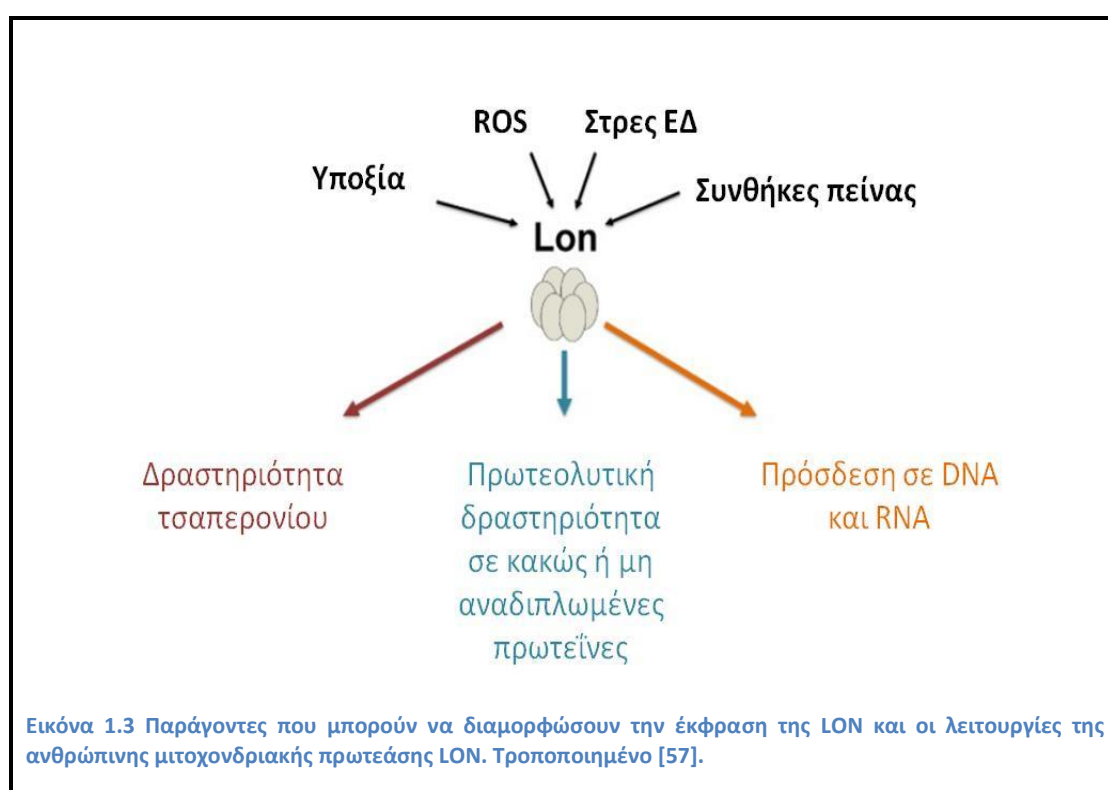 ROS Στρες ΕΔ
Υποξία
Συνθήκες πείνας
Lon
Δραστηριότητα
τσαπερονίου
Πρωτεολυτική
δραστηριότητα
σε κακώς ή μη
αναδιπλωμένες
πρωτεΐνες
Πρόσδεση σε DNA
και RNA
Εικόνα 1.3 Παράγοντες που μπορούν να διαμορφώσουν την έκφραση της LON και οι λειτουργίες της
ανθρώπινης μιτοχονδριακής πρωτεάσης LON. Τροποποιημένο [57].